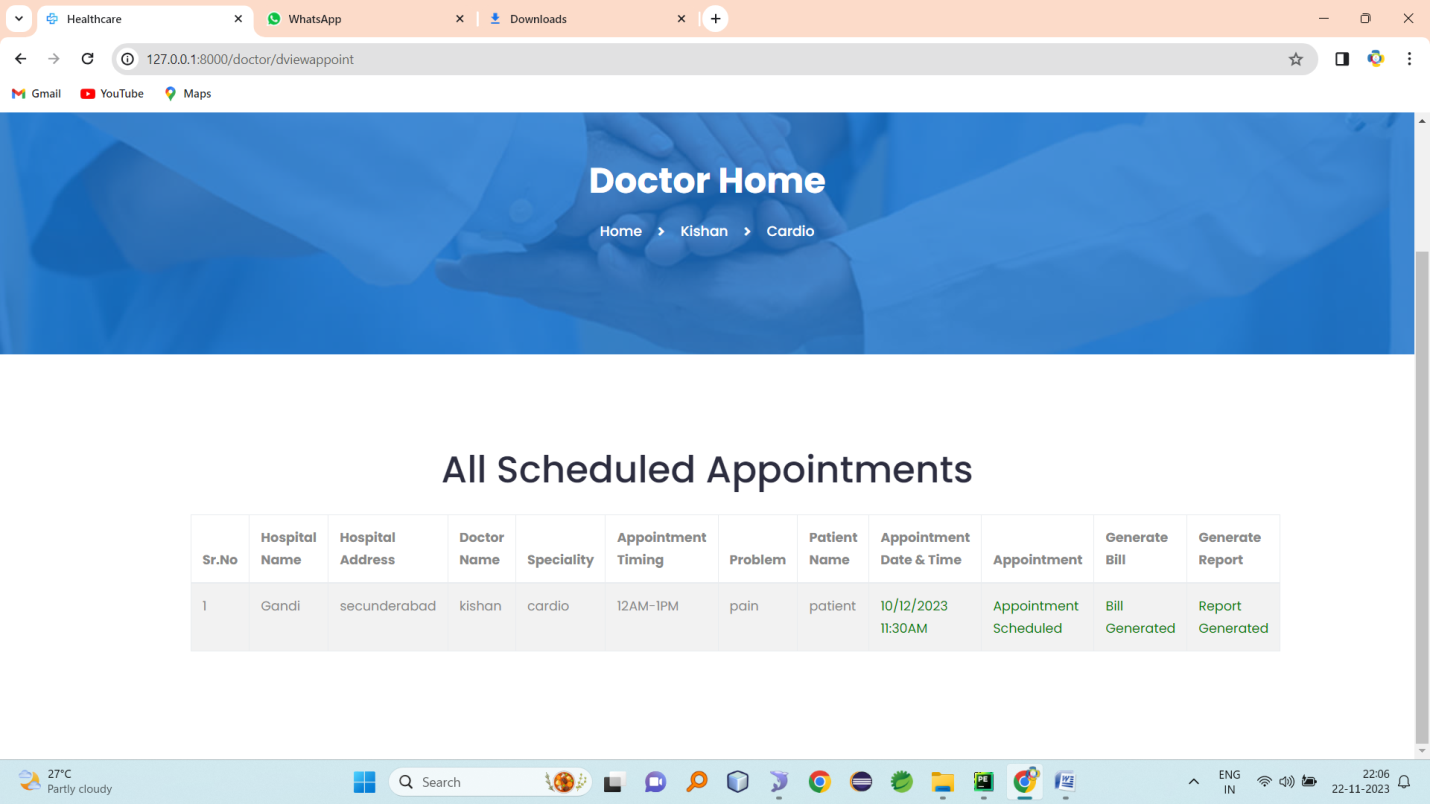 Healthcare
WhatsApp
Downloads
127.0.0.1:8000/doctor/dviewappoint
Gmail YouTube Maps
Doctor Home
Home > Kishan > Cardio
All Scheduled Appointments
Sr.No Hospital Name Hospital Address Doctor Name Speciality Appointment Timing Problem Patient Name Appointment Date & Time Appointment Generate Bill Generate Report
1 Gandi secunderabad kishan cardio 12AM-1PM pain patient 10/12/2023 11:30AM Appointment Scheduled Bill Generated Report Generated
27°C
Partly cloudy
Search
PE
W
ENG
IN
22:06
22-11-2023